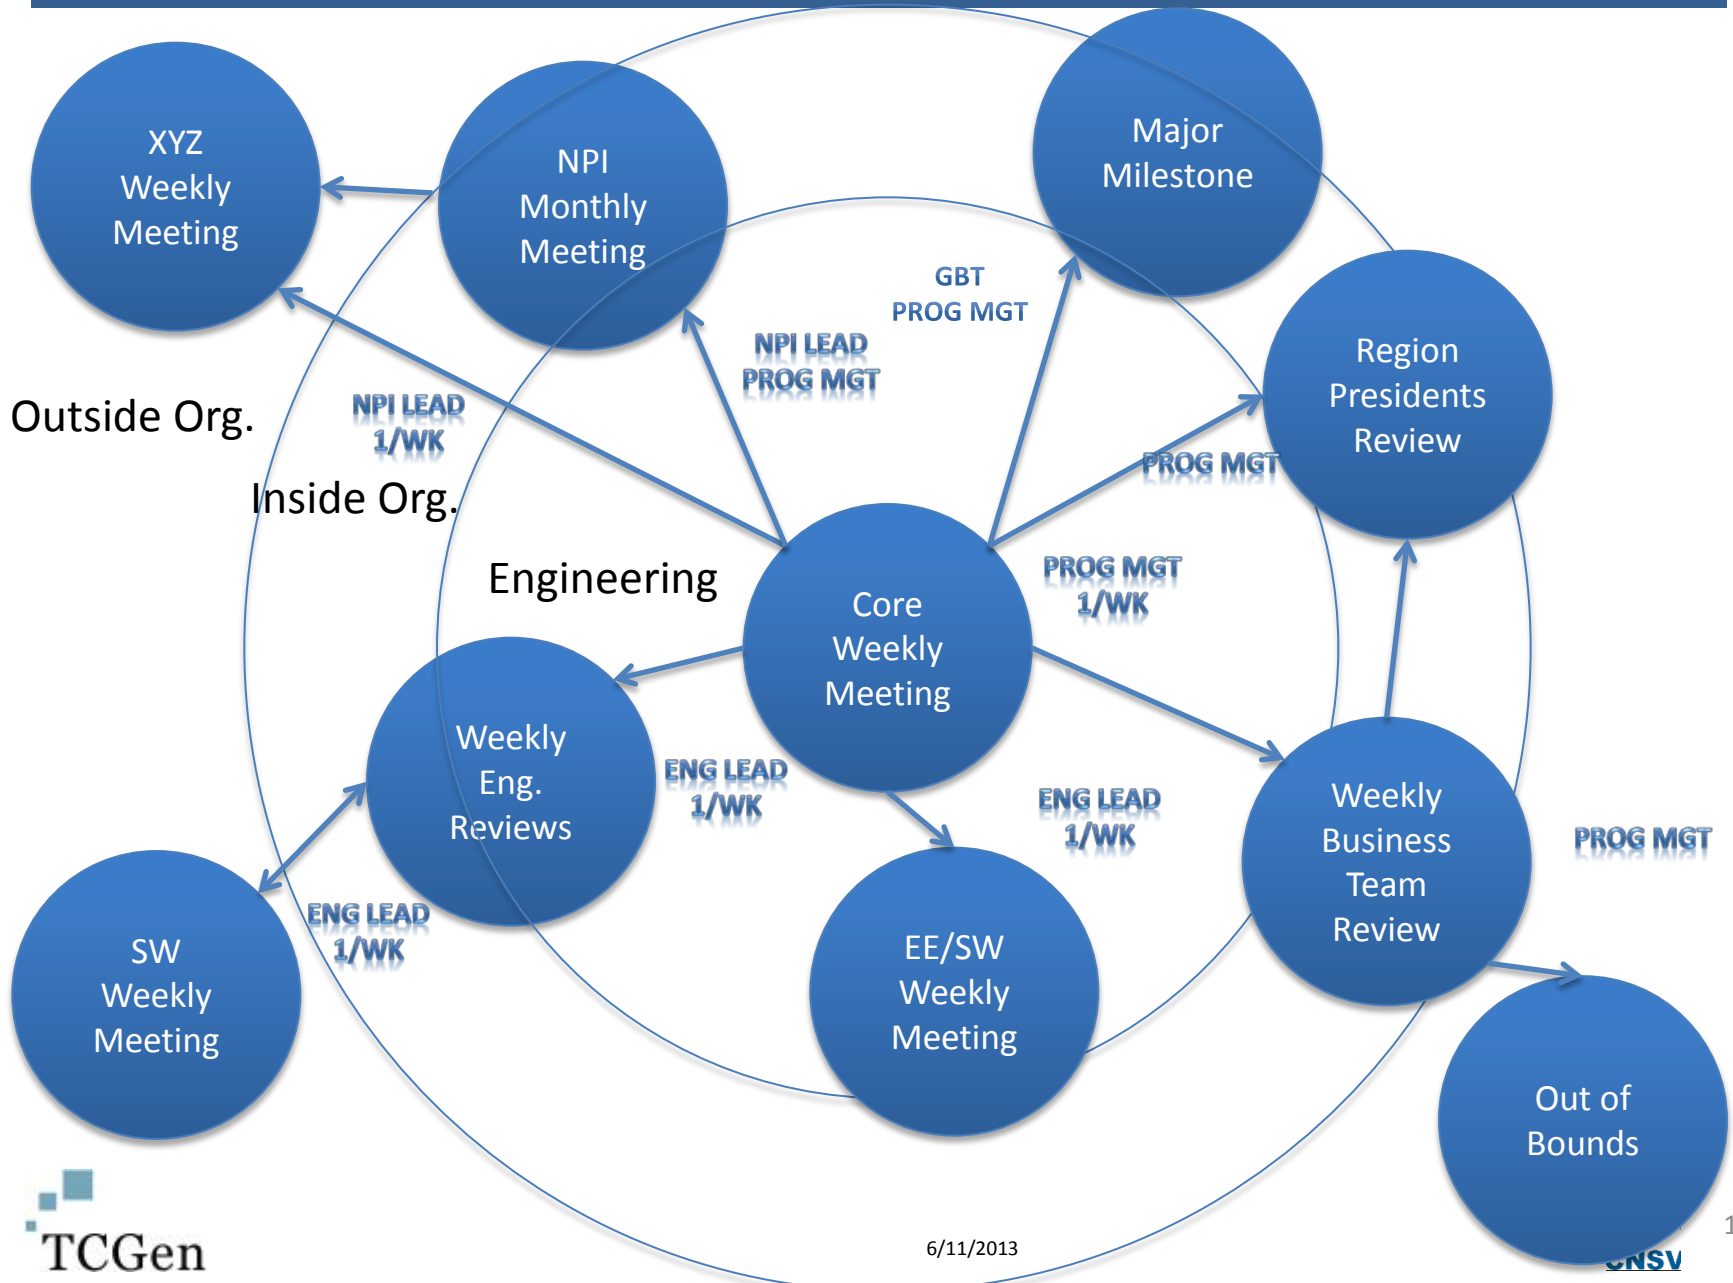 XYZ
Weekly
Meeting
NPI
Monthly
Meeting
Major
Milestone
GBT
PROG MGT
NPI LEAD
PROG MGT
Region
Presidents
Review
Outside Org.
NPI LEAD
1/WK
PROG MGT
Inside Org.
Engineering
PROG MGT
1/WK
Core
Weekly
Meeting
Weekly
Eng.
Reviews
ENG LEAD
1/WK
ENG LEAD
1/WK
Weekly
Business
Team
Review
PROG MGT
ENG LEAD
1/WK
SW
Weekly
Meeting
EE/SW
Weekly
Meeting
Out of
Bounds
TCGen
6/11/2013
1
CNSV